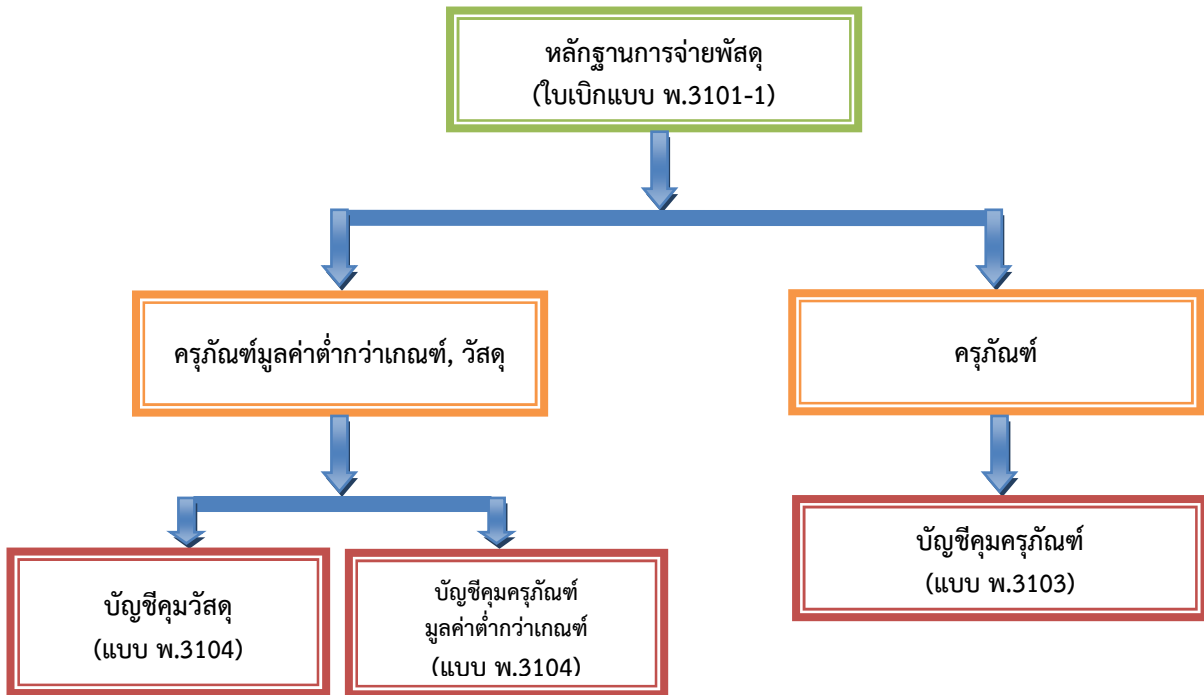 หลักฐานการจ่ายพัสดุ
(ใบเบิกแบบ พ.3101-1)
ครุภัณฑ์มูลค่าต่ำกว่าเกณฑ์, วัสดุ
ครุภัณฑ์
บัญชีคุมวัสดุ
(แบบ พ.3104)
บัญชีคุมครุภัณฑ์
มูลค่าต่ำกว่าเกณฑ์
(แบบ พ.3104)
บัญชีคุมครุภัณฑ์
(แบบ พ.3103)